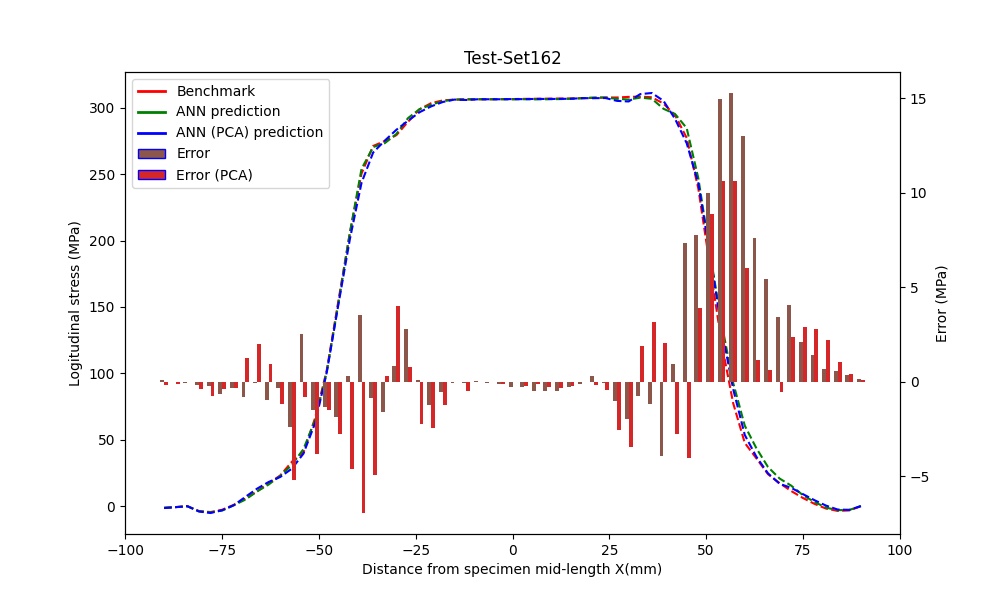 Test-Set162
Benchmark
ANN prediction
ANN (PCA) prediction
Error
Error (PCA)
Logitudinal stress (MPa)
300
250
200
150
100
50
0
15
10
5
0
−5
Error (MPa)
−100
−75
−50
−25
0
25
50
75
100
Distance from specimen mid-length X(mm)